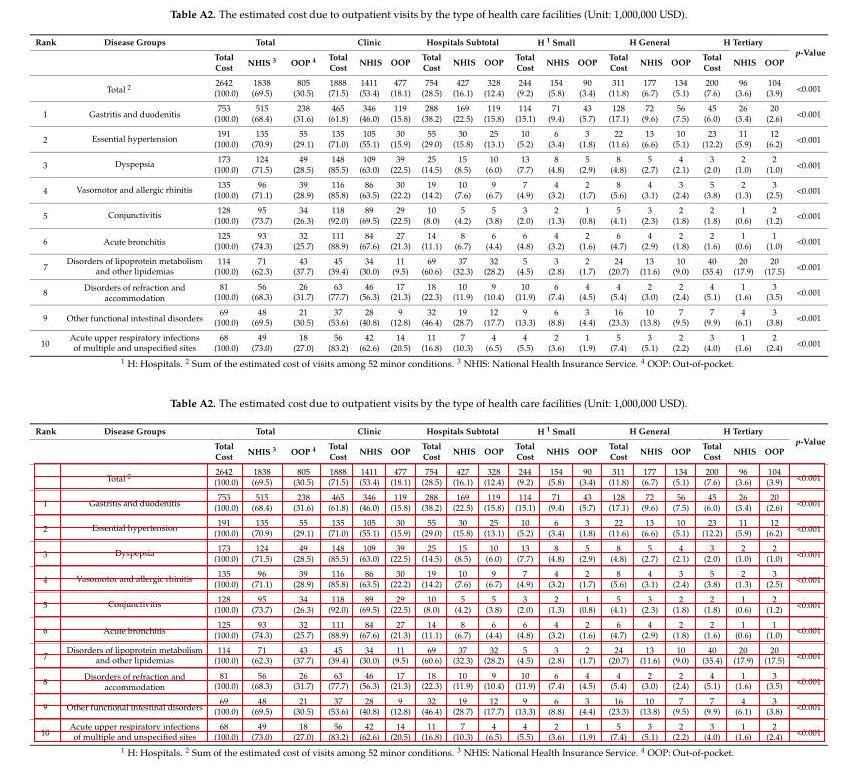 Table A2. The estimated cost due to outpatient visits by the type of health care facilities (Unit: 1,000,000 USD).
Rank Disease Groups Total Clinic Hospitals Subtotal H 1 Small H General H Tertiary p-Value
Total Cost NHIS 3 OOP 4 Total Cost NHIS OOP Total Cost NHIS OOP Total Cost NHIS OOP Total Cost NHIS OOP Total Cost NHIS OOP
Total 2 2642 1838 805 1888 1411 477 754 427 328 244 154 90 311 177 134 200 96 104 <0.001
(100.0) (69.5) (30.5) (71.5) (53.4) (18.1) (28.5) (16.1) (12.4) (9.2) (5.8) (3.4) (11.8) (6.7) (5.1) (7.6) (3.6) (3.9)
1 Gastritis and duodenitis 753 515 238 465 346 119 288 169 119 114 71 43 128 72 56 45 26 20 <0.001
(100.0) (68.4) (31.6) (61.8) (46.0) (15.8) (38.2) (22.5) (15.8) (15.1) (9.4) (5.7) (17.1) (9.6) (7.5) (6.0) (3.4) (2.6)
2 Essential hypertension 191 135 55 135 105 30 55 30 25 10 6 3 22 13 10 23 11 12 <0.001
(100.0) (70.9) (29.1) (71.0) (55.1) (15.9) (29.0) (15.8) (13.1) (5.2) (3.4) (1.8) (11.6) (6.6) (5.1) (12.2) (5.9) (6.2)
3 Dyspepsia 173 124 49 148 109 39 25 15 10 13 8 5 8 5 4 3 2 2 <0.001
(100.0) (71.5) (28.5) (85.5) (63.0) (22.5) (14.5) (8.5) (6.0) (7.7) (4.8) (2.9) (4.8) (2.7) (2.1) (2.0) (1.0) (1.0)
4 Vasomotor and allergic rhinitis 135 96 39 116 86 30 19 10 9 7 4 2 8 4 3 5 2 3 <0.001
(100.0) (71.1) (28.9) (85.8) (63.5) (22.2) (14.2) (7.6) (6.7) (4.9) (3.2) (1.7) (5.6) (3.1) (2.4) (3.8) (1.3) (2.5)
5 Conjunctivitis 128 95 34 118 89 29 10 5 5 3 2 1 5 3 2 2 1 2 <0.001
(100.0) (73.7) (26.3) (92.0) (69.5) (22.5) (8.0) (4.2) (3.8) (2.0) (1.3) (0.8) (4.1) (2.3) (1.8) (1.8) (0.6) (1.2)
6 Acute bronchitis 125 93 32 111 84 27 14 8 6 6 4 2 6 4 2 2 1 1 <0.001
(100.0) (74.3) (25.7) (88.9) (67.6) (21.3) (11.1) (6.7) (4.4) (4.8) (3.2) (1.6) (4.7) (2.9) (1.8) (1.6) (0.6) (1.0)
7 Disorders of lipoprotein metabolism 114 71 43 45 34 11 69 37 32 5 3 2 24 13 10 40 20 20 <0.001
and other lipidemias (100.0) (62.3) (37.7) (39.4) (30.0) (9.5) (60.6) (32.3) (28.2) (4.5) (2.8) (1.7) (20.7) (11.6) (9.0) (35.4) (17.9) (17.5)
8 Disorders of refraction and 81 56 26 63 46 17 18 10 9 10 6 4 4 2 2 4 1 3 <0.001
accommodation (100.0) (68.3) (31.7) (77.7) (56.3) (21.3) (22.3) (11.9) (10.4) (11.9) (7.4) (4.5) (5.4) (3.0) (2.4) (5.1) (1.6) (3.5)
9 Other functional intestinal disorders 69 48 21 37 28 9 32 19 12 9 6 3 16 10 7 7 4 3 <0.001
(100.0) (69.5) (30.5) (53.6) (40.8) (12.8) (46.4) (28.7) (17.7) (13.3) (8.8) (4.4) (23.3) (13.8) (9.5) (9.9) (6.1) (3.8)
10 Acute upper respiratory infections 68 49 18 56 42 14 11 7 4 4 2 1 5 3 2 3 1 2 <0.001
of multiple and unspecified sites (100.0) (73.0) (27.0) (83.2) (62.6) (20.5) (16.8) (10.3) (6.5) (5.5) (3.6) (1.9) (7.4) (5.1) (2.2) (4.0) (1.6) (2.4)
1 H: Hospitals. 2 Sum of the estimated cost of visits among 52 minor conditions. 3 NHIS: National Health Insurance Service. 4 OOP: Out-of-pocket.
Table A2. The estimated cost due to outpatient visits by the type of health care facilities (Unit: 1,000,000 USD).
Rank Disease Groups Total Clinic Hospitals Subtotal H 1 Small H General H Tertiary p-Value
Total Cost NHIS 3 OOP 4 Total Cost NHIS OOP Total Cost NHIS OOP Total Cost NHIS OOP Total Cost NHIS OOP Total Cost NHIS OOP
Total 2 2642 1838 805 1888 1411 477 754 427 328 244 154 90 311 177 134 200 96 104 <0.001
(100.0) (69.5) (30.5) (71.5) (53.4) (18.1) (28.5) (16.1) (12.4) (9.2) (5.8) (3.4) (11.8) (6.7) (5.1) (7.6) (3.6) (3.9)
1 Gastritis and duodenitis 753 515 238 465 346 119 288 169 119 114 71 43 128 72 56 45 26 20 <0.001
(100.0) (68.4) (31.6) (61.8) (46.0) (15.8) (38.2) (22.5) (15.8) (15.1) (9.4) (5.7) (17.1) (9.6) (7.5) (6.0) (3.4) (2.6)
2 Essential hypertension 191 135 55 135 105 30 55 30 25 10 6 3 22 13 10 23 11 12 <0.001
(100.0) (70.9) (29.1) (71.0) (55.1) (15.9) (29.0) (15.8) (13.1) (5.2) (3.4) (1.8) (11.6) (6.6) (5.1) (12.2) (5.9) (6.2)
3 Dyspepsia 173 124 49 148 109 39 25 15 10 13 8 5 8 5 4 3 2 2 <0.001
(100.0) (71.5) (28.5) (85.5) (63.0) (22.5) (14.5) (8.5) (6.0) (7.7) (4.8) (2.9) (4.8) (2.7) (2.1) (2.0) (1.0) (1.0)
4 Vasomotor and allergic rhinitis 135 96 39 116 86 30 19 10 9 7 4 2 8 4 3 5 2 3 <0.001
(100.0) (71.1) (28.9) (85.8) (63.5) (22.2) (14.2) (7.6) (6.7) (4.9) (3.2) (1.7) (5.6) (3.1) (2.4) (3.8) (1.3) (2.5)
5 Conjunctivitis 128 95 34 118 89 29 10 5 5 3 2 1 5 3 2 2 1 2 <0.001
(100.0) (73.7) (26.3) (92.0) (69.5) (22.5) (8.0) (4.2) (3.8) (2.0) (1.3) (0.8) (4.1) (2.3) (1.8) (1.8) (0.6) (1.2)
6 Acute bronchitis 125 93 32 111 84 27 14 8 6 6 4 2 6 4 2 2 1 1 <0.001
(100.0) (74.3) (25.7) (88.9) (67.6) (21.3) (11.1) (6.7) (4.4) (4.8) (3.2) (1.6) (4.7) (2.9) (1.8) (1.6) (0.6) (1.0)
7 Disorders of lipoprotein metabolism 114 71 43 45 34 11 69 37 32 5 3 2 24 13 10 40 20 20 <0.001
and other lipidemias (100.0) (62.3) (37.7) (39.4) (30.0) (9.5) (60.6) (32.3) (28.2) (4.5) (2.8) (1.7) (20.7) (11.6) (9.0) (35.4) (17.9) (17.5)
8 Disorders of refraction and 81 56 26 63 46 17 18 10 9 10 6 4 4 2 2 4 1 3 <0.001
accommodation (100.0) (68.3) (31.7) (77.7) (56.3) (21.3) (22.3) (11.9) (10.4) (11.9) (7.4) (4.5) (5.4) (3.0) (2.4) (5.1) (1.6) (3.5)
9 Other functional intestinal disorders 69 48 21 37 28 9 32 19 12 9 6 3 16 10 7 7 4 3 <0.001
(100.0) (69.5) (30.5) (53.6) (40.8) (12.8) (46.4) (28.7) (17.7) (13.3) (8.8) (4.4) (23.3) (13.8) (9.5) (9.9) (6.1) (3.8)
10 Acute upper respiratory infections 68 49 18 56 42 14 11 7 4 4 2 1 5 3 2 3 1 2 <0.001
of multiple and unspecified sites (100.0) (73.0) (27.0) (83.2) (62.6) (20.5) (16.8) (10.3) (6.5) (5.5) (3.6) (1.9) (7.4) (5.1) (2.2) (4.0) (1.6) (2.4)
1 H: Hospitals. 2 Sum of the estimated cost of visits among 52 minor conditions. 3 NHIS: National Health Insurance Service. 4 OOP: Out-of-pocket.